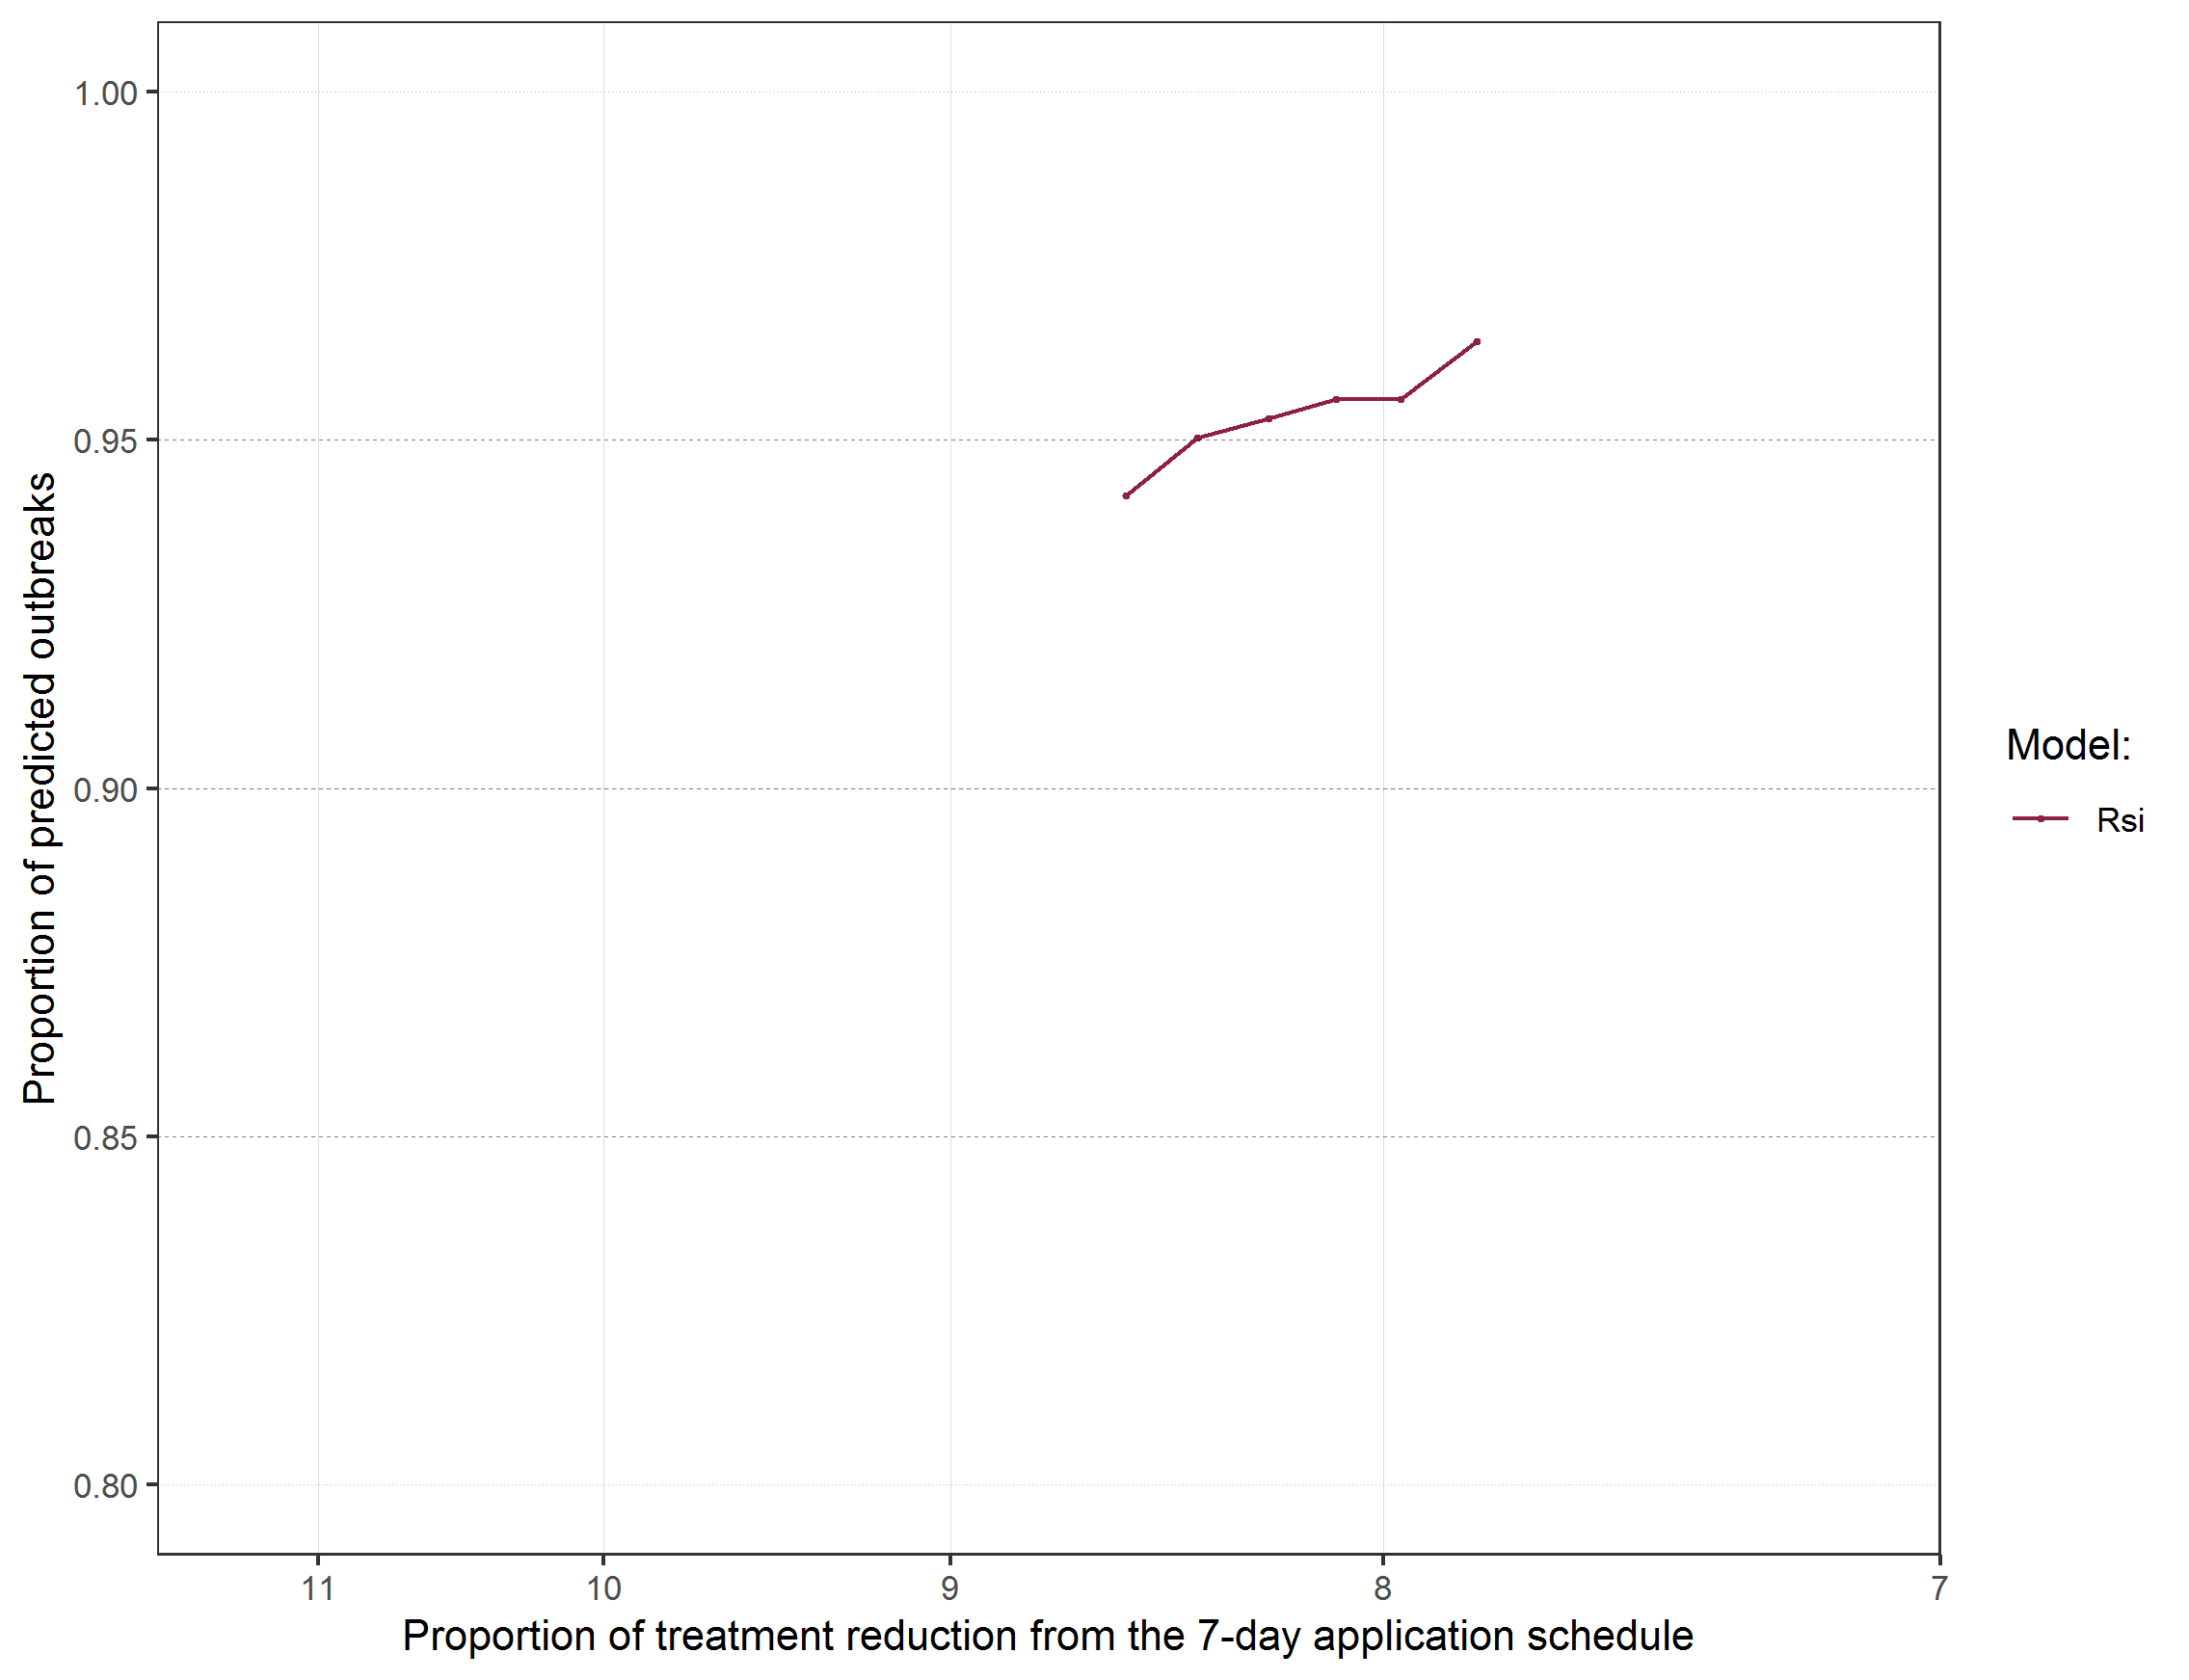 1.00
0.95
0.90
0.85
0.80
Proportion of predicted outbreaks
11 10 9 8 7
Proportion of treatment reduction from the 7-day application schedule
Model:
Rsi